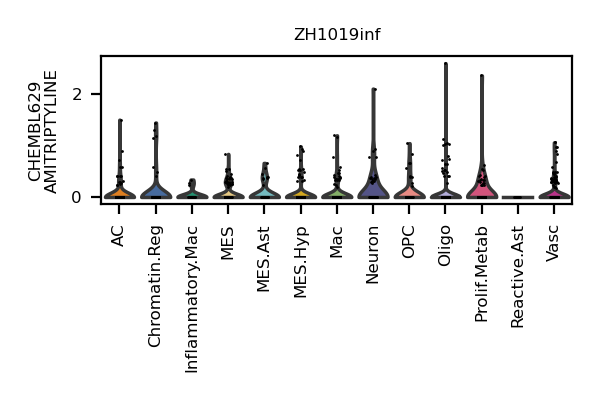 ZH1019inf
CHEMBL629
AMITRIPTYLINE
2
0
AC
Chromatin.Reg
Inflammatory.Mac
MES
MES.Ast
MES.Hyp
Mac
Neuron
OPC
Oligo
Prolif.Metab
Reactive.Ast
Vasc